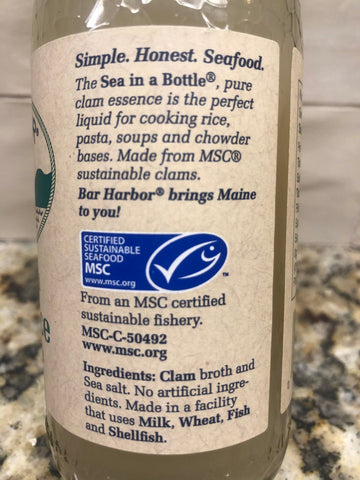 Simple. Honest. Seafood.
The Sea in a Bottle®, pure
clam essence is the perfect
liquid for cooking rice,
pasta, soups and chowder
bases. Made from MSC®
sustainable clams.
Bar Harbor® brings Maine
to you!
CERTIFIED
SUSTAINABLE
SEAFOOD
MSC
www.msc.org
TM
From an MSC certified
sustainable fishery.
MSC-C-50492
www.msc.org
Ingredients: Clam broth and
Sea salt. No artificial ingre-
dients. Made in a facility
that uses Milk, Wheat, Fish
and Shellfish.